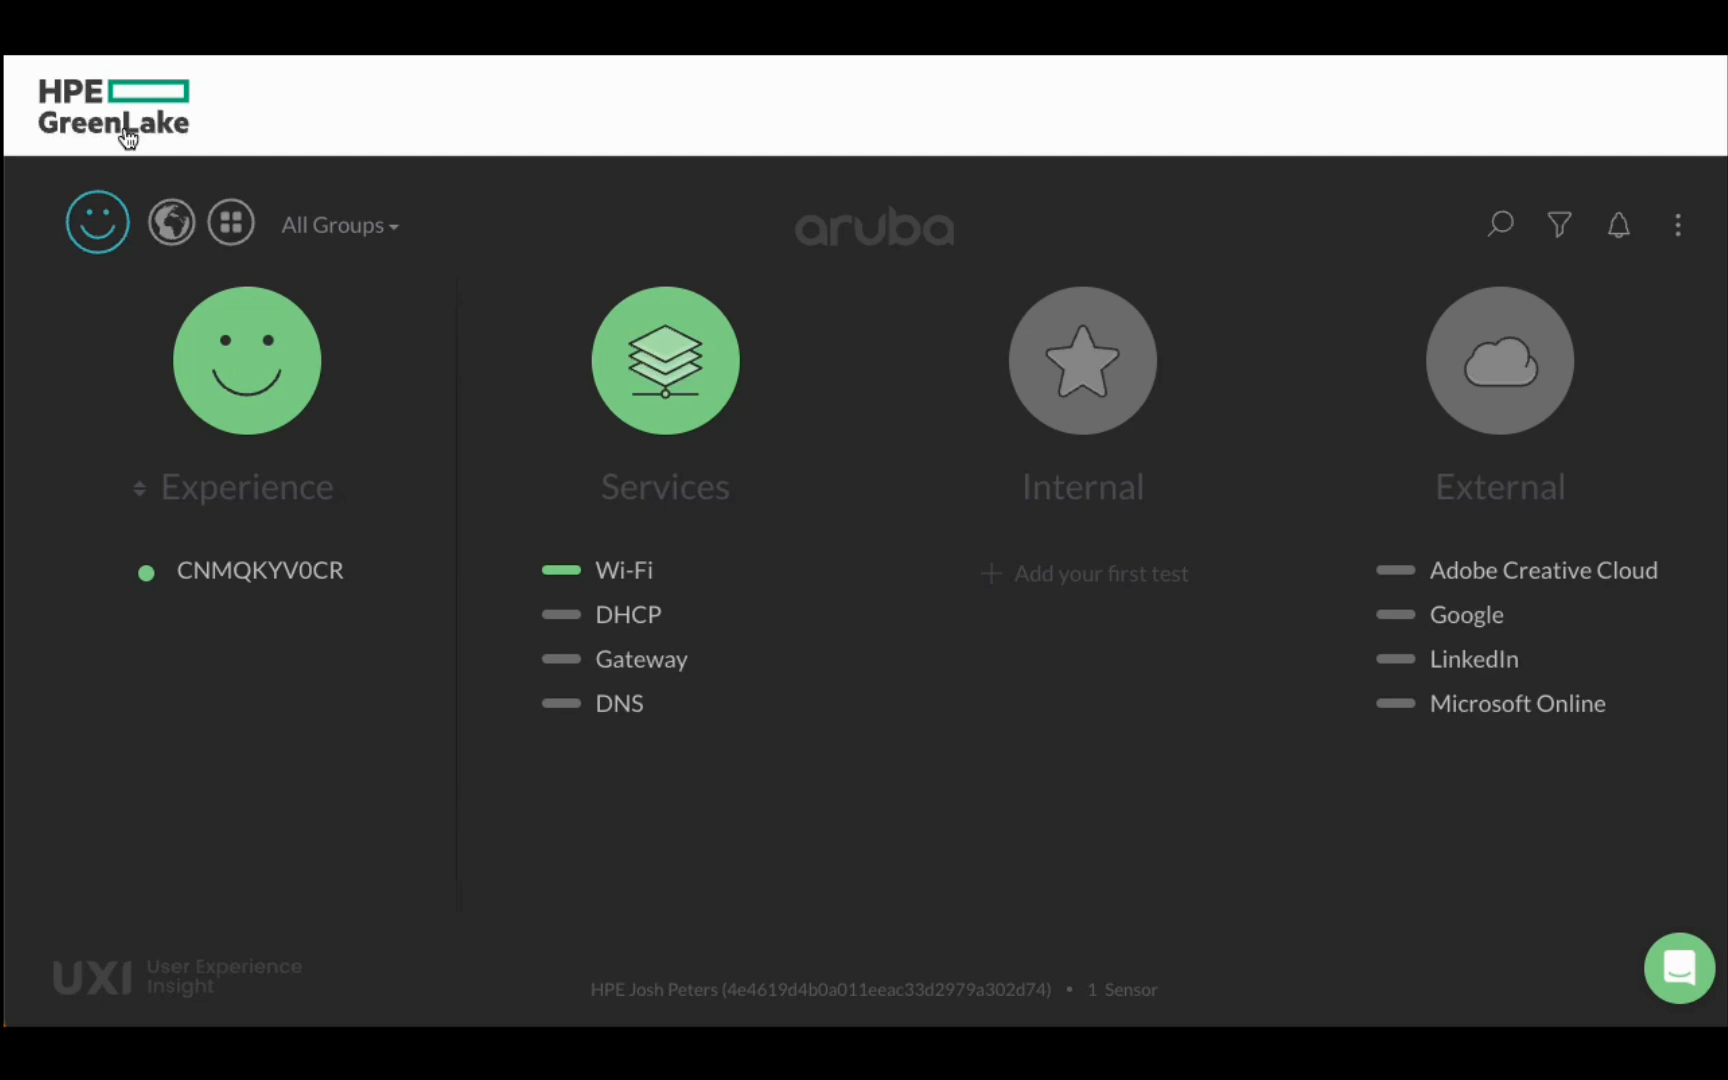 HPE
GreenLake
All Groups
aruba
Experience
Services
Internal
External
CNMQKYV0CR
Wi-Fi
DHCP
Gateway
DNS
Add your first test
Adobe Creative Cloud
Google
LinkedIn
Microsoft Online
UXI User Experience
Insight
HPE Josh Peters (4e4619d4b0a011eeac33d2979a302d74) • 1 Sensor